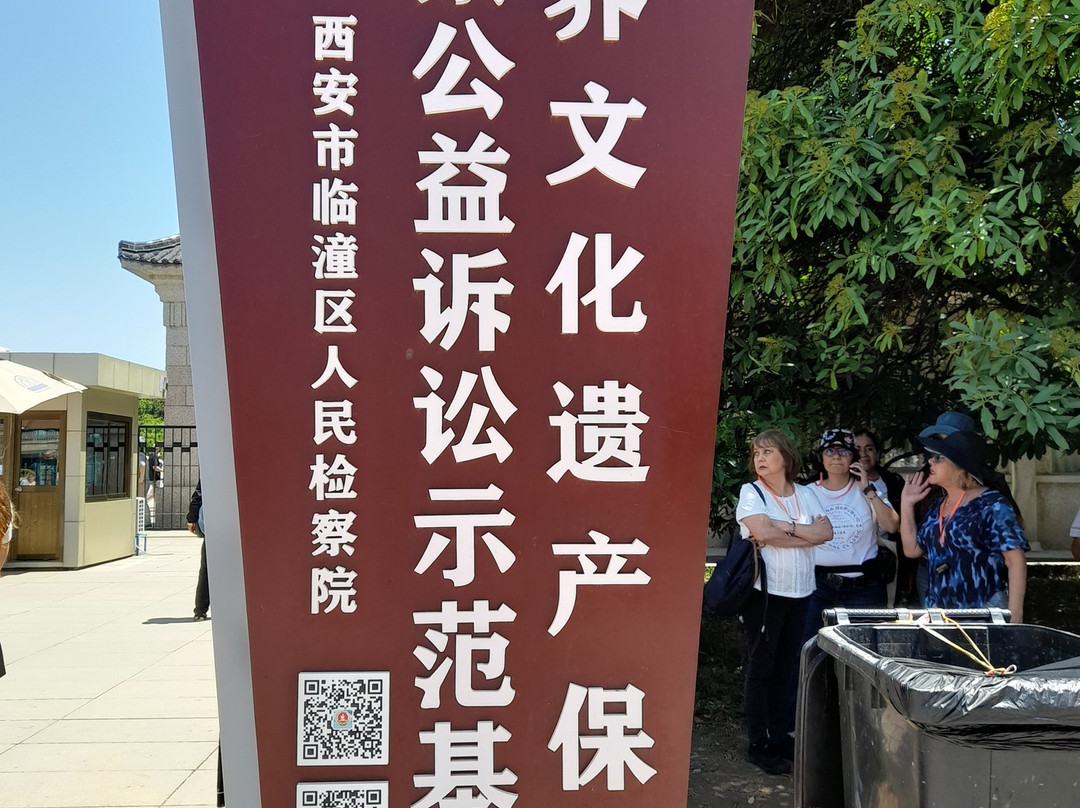 界文化遗产保
公益诉讼示范基
西安市临潼区人民检察院